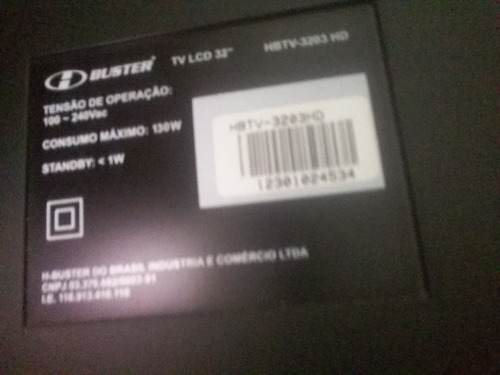 H BUSTER TV LCD 32" HBTV-3203 HD
TENSÃO DE OPERAÇÃO:
100 ~ 240Vac
CONSUMO MÁXIMO: 130W
STANDBY: < 1W
HBTV-3203HD
12301024534
H-BUSTER DO BRASIL INDUSTRIA E COMÉRCIO LTDA
CNPJ
I.E.